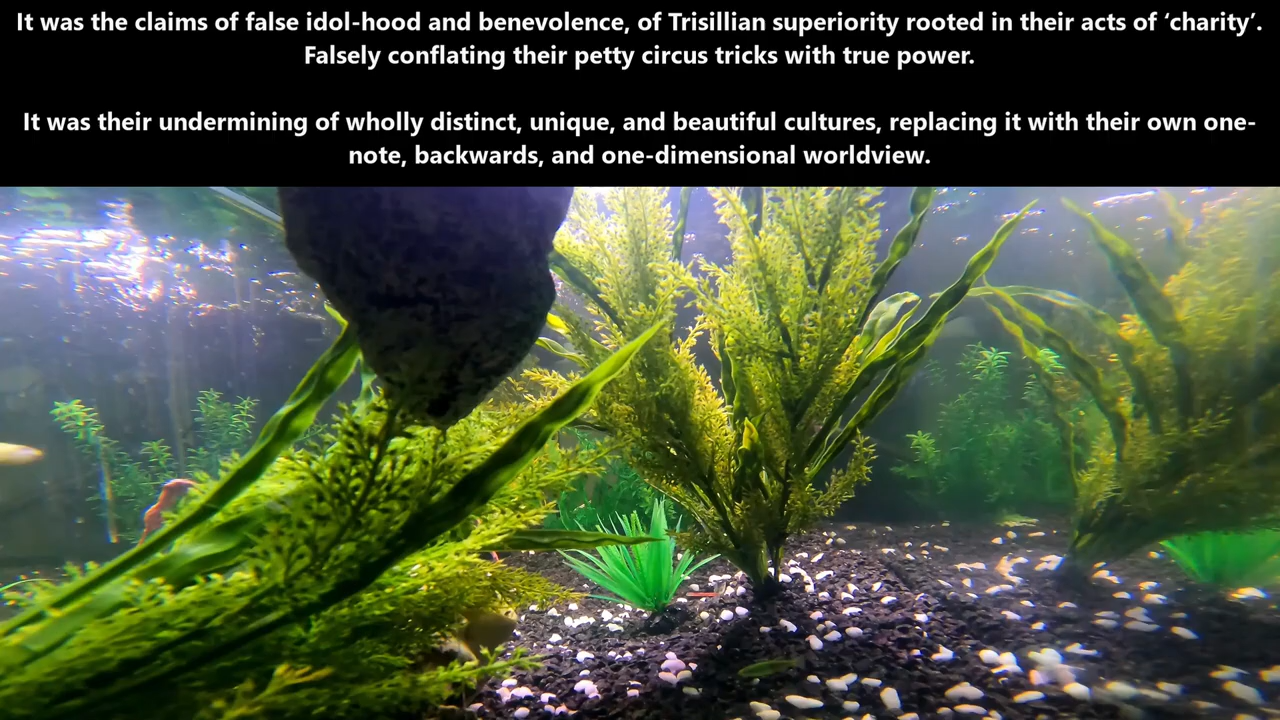 It was the claims of false idol-hood and benevolence, of Trisillian superiority rooted in their acts of ‘charity’.
Falsely conflating their petty circus tricks with true power.
It was their undermining of wholly distinct, unique, and beautiful cultures, replacing it with their own one-
note, backwards, and one-dimensional worldview.